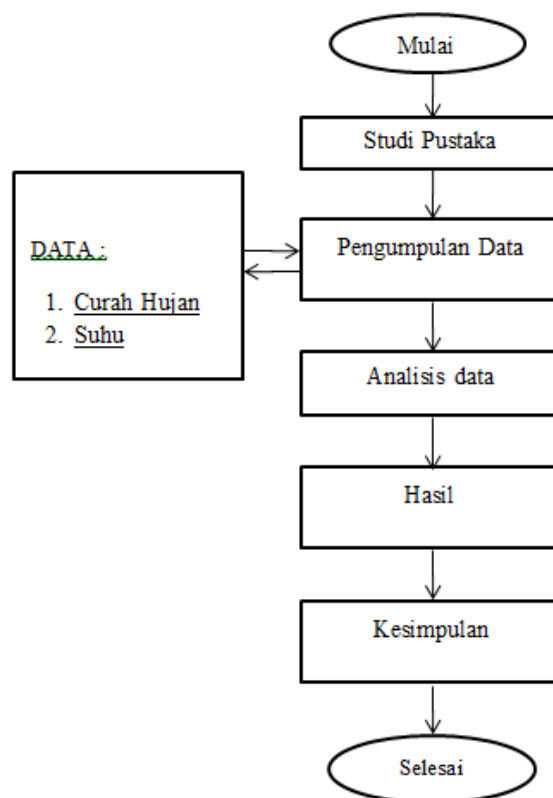 Mulai
Studi Pustaka
Pengumpulan Data
DATA :
1. Curah Hujan
2. Suhu
Analisis data
Hasil
Kesimpulan
Selesai